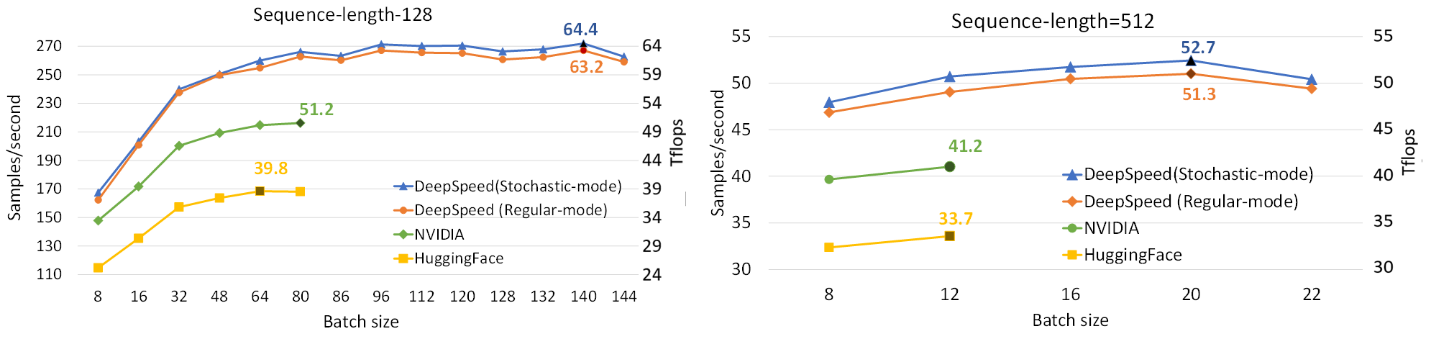 Sequence-length-128
Samples/second
270
250
230
210
190
170
150
130
110
64.4
63.2
51.2
39.8
DeepSpeed(Stochastic-mode)
DeepSpeed (Regular-mode)
NVIDIA
HuggingFace
64
59
54
49
44
39
34
29
24
Tflops
8 16 32 48 64 80 86 96 112 120 128 132 140 144
Batch size
Sequence-length=512
Samples/second
55
50
45
40
35
30
52.7
51.3
41.2
33.7
DeepSpeed(Stochastic-mode)
DeepSpeed (Regular-mode)
NVIDIA
HuggingFace
55
50
45
40
35
30
Tflops
8 12 16 20 22
Batch size